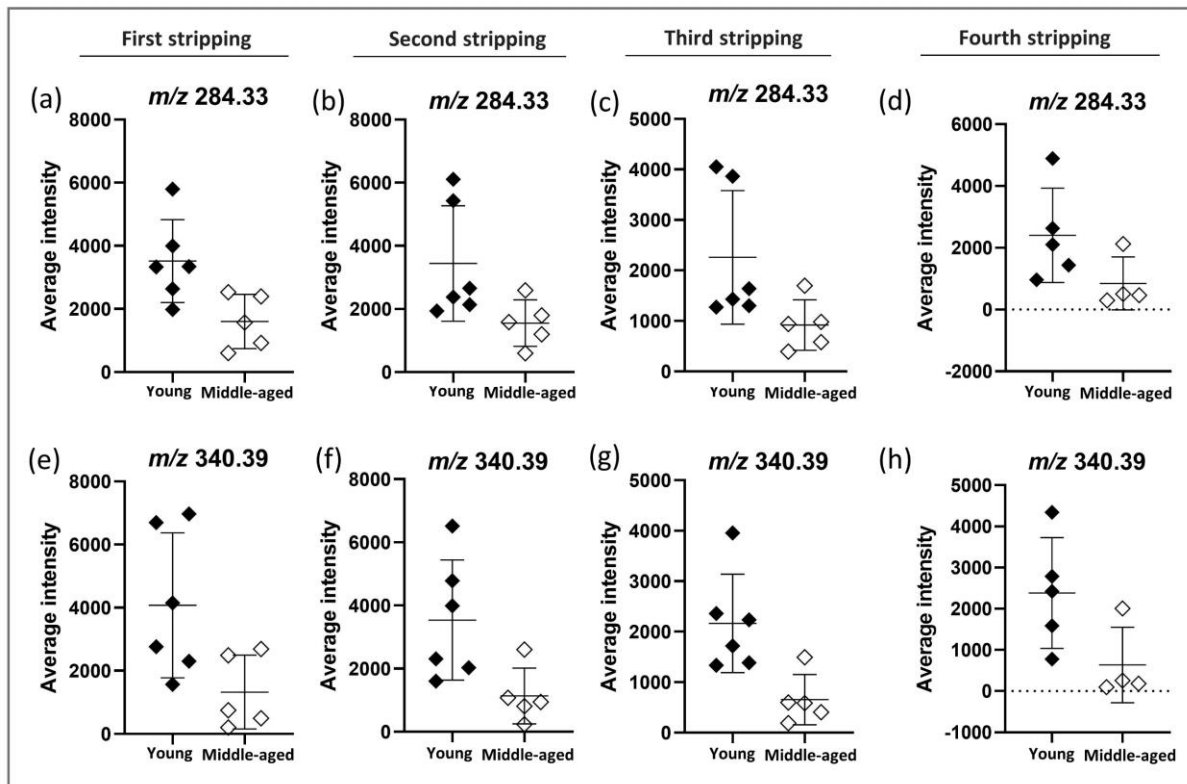 First stripping
Second stripping
Third stripping
Fourth stripping
(a)
m/z 284.33
Average intensity
8000
6000
4000
2000
0
Young
Middle-aged
(b)
m/z 284.33
Average intensity
8000
6000
4000
2000
0
Young
Middle-aged
(c)
m/z 284.33
Average intensity
5000
4000
3000
2000
1000
0
Young
Middle-aged
(d)
m/z 284.33
Average intensity
6000
4000
2000
0
-2000
Young
Middle-aged
(e)
m/z 340.39
Average intensity
8000
6000
4000
2000
0
Young
Middle-aged
(f)
m/z 340.39
Average intensity
8000
6000
4000
2000
0
Young
Middle-aged
(g)
m/z 340.39
Average intensity
5000
4000
3000
2000
1000
0
Young
Middle-aged
(h)
m/z 340.39
Average intensity
5000
4000
3000
2000
1000
0
-1000
Young
Middle-aged